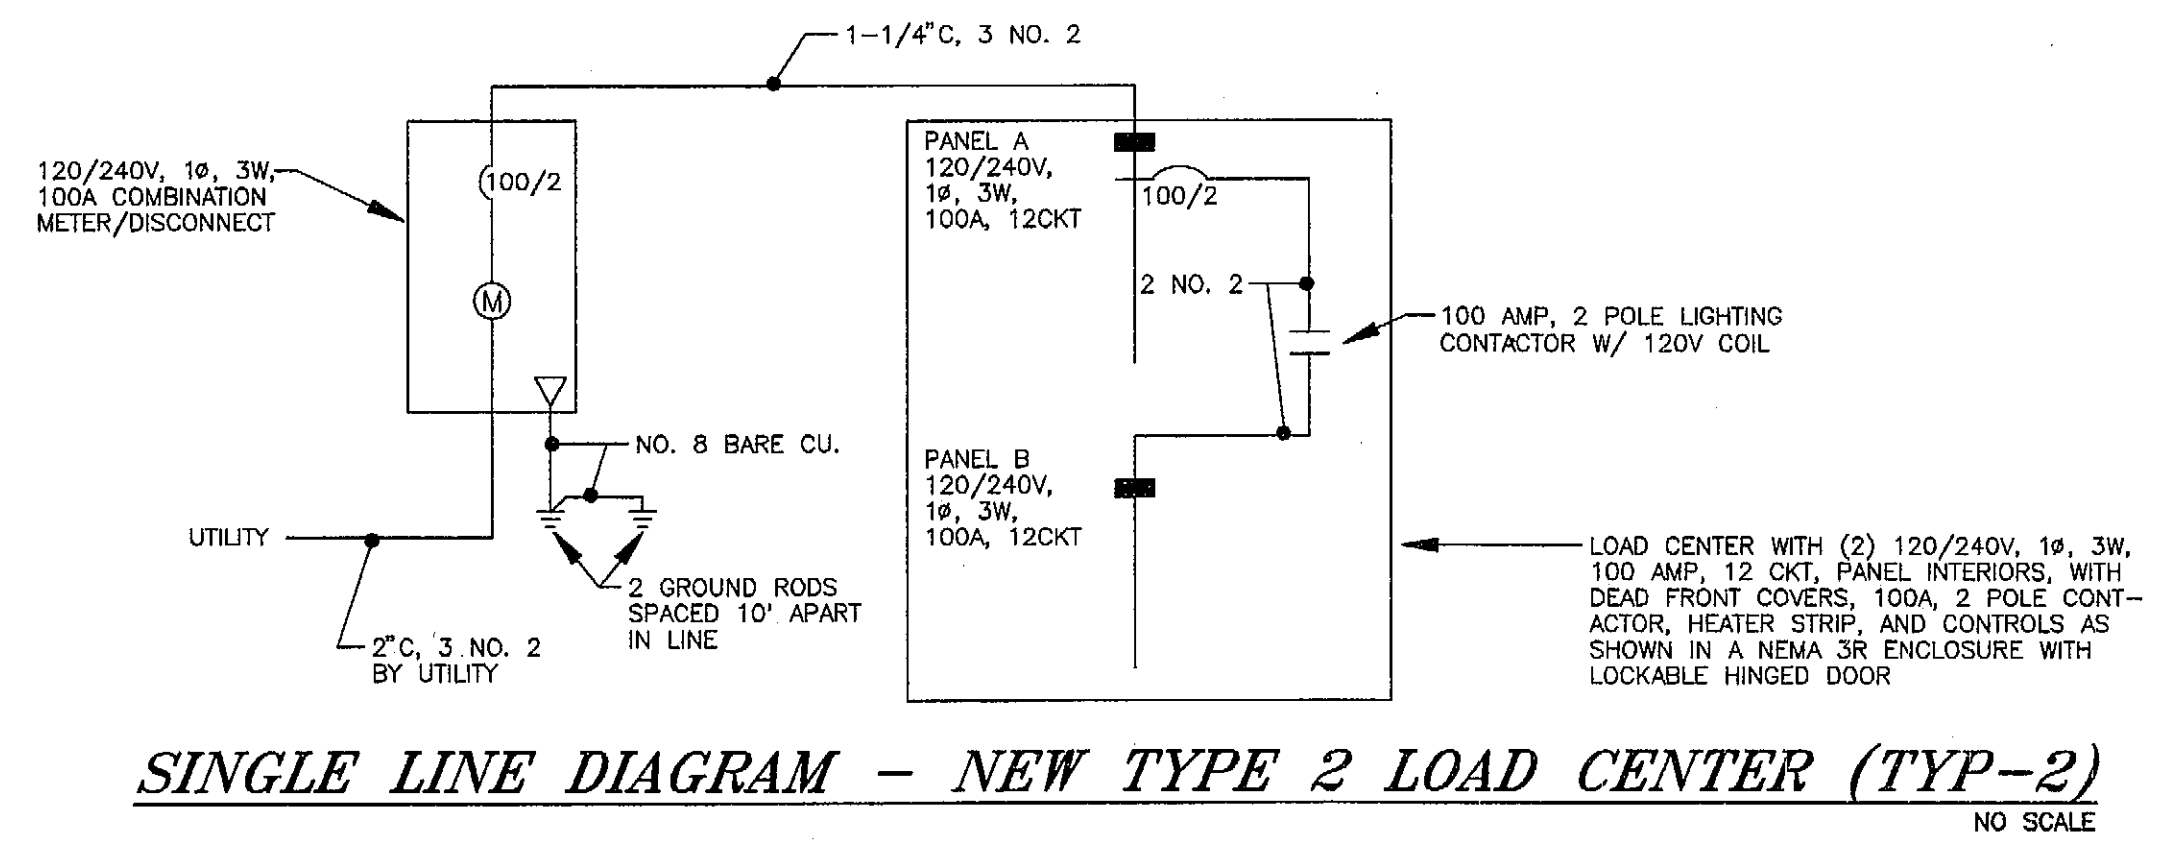 1-1/4"C, 3 NO. 2
120/240V, 1ø, 3W,
100A COMBINATION
METER/DISCONNECT
100/2
M
NO. 8 BARE CU.
UTILITY
2"C, 3 NO. 2
BY UTILITY
2 GROUND RODS
SPACED 10' APART
IN LINE
PANEL A
120/240V,
1ø, 3W,
100A, 12CKT
100/2
2 NO. 2
100 AMP, 2 POLE LIGHTING
CONTACTOR W/ 120V COIL
PANEL B
120/240V,
1ø, 3W,
100A, 12CKT
LOAD CENTER WITH (2) 120/240V, 1ø, 3W,
100 AMP, 12 CKT, PANEL INTERIORS, WITH
DEAD FRONT COVERS, 100A, 2 POLE CONT-
ACTOR, HEATER STRIP, AND CONTROLS AS
SHOWN IN A NEMA 3R ENCLOSURE WITH
LOCKABLE HINGED DOOR
SINGLE LINE DIAGRAM - NEW TYPE 2 LOAD CENTER (TYP-2)
NO SCALE